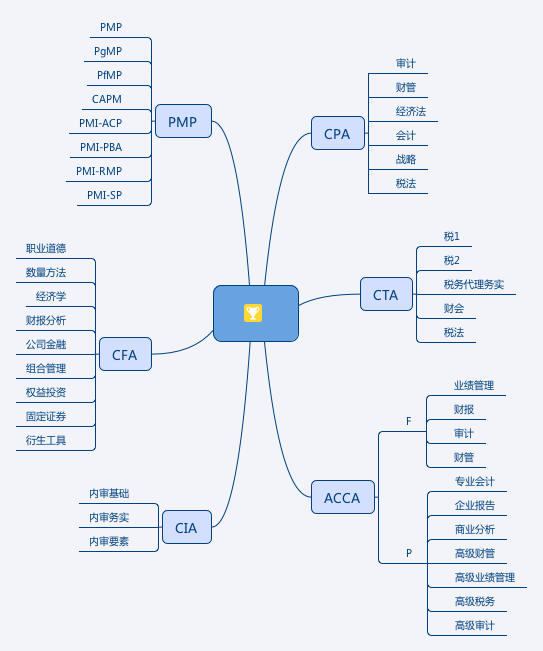 PMP
PMP
PgMP
PfMP
CAPM
PMI-ACP
PMI-PBA
PMI-RMP
PMI-SP
CFA
职业道德
数量方法
经济学
财报分析
公司金融
组合管理
权益投资
固定证券
衍生工具
CIA
内审基础
内审务实
内审要素
CPA
审计
财管
经济法
会计
战略
税法
CTA
税1
税2
税务代理务实
财会
税法
ACCA
F
业绩管理
财报
审计
财管
P
专业会计
企业报告
商业分析
高级财管
高级业绩管理
高级税务
高级审计